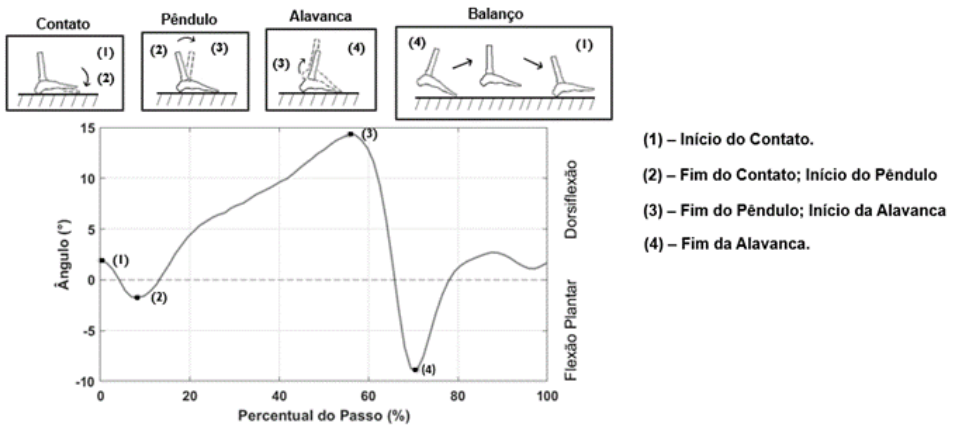 Contato
Pêndulo
Alavanca
Balanço
(1)
(2)
(2)
(3)
(3)
(4)
(4)
(1)
15
10
5
0
-5
-10
Ângulo (°)
(1)
(2)
(3)
(4)
Dorsiflexão
Flexão Plantar
0
20
40
60
80
100
Percentual do Passo (%)
(1) – Início do Contato.
(2) – Fim do Contato; Início do Pêndulo
(3) – Fim do Pêndulo; Início da Alavanca
(4) – Fim da Alavanca.